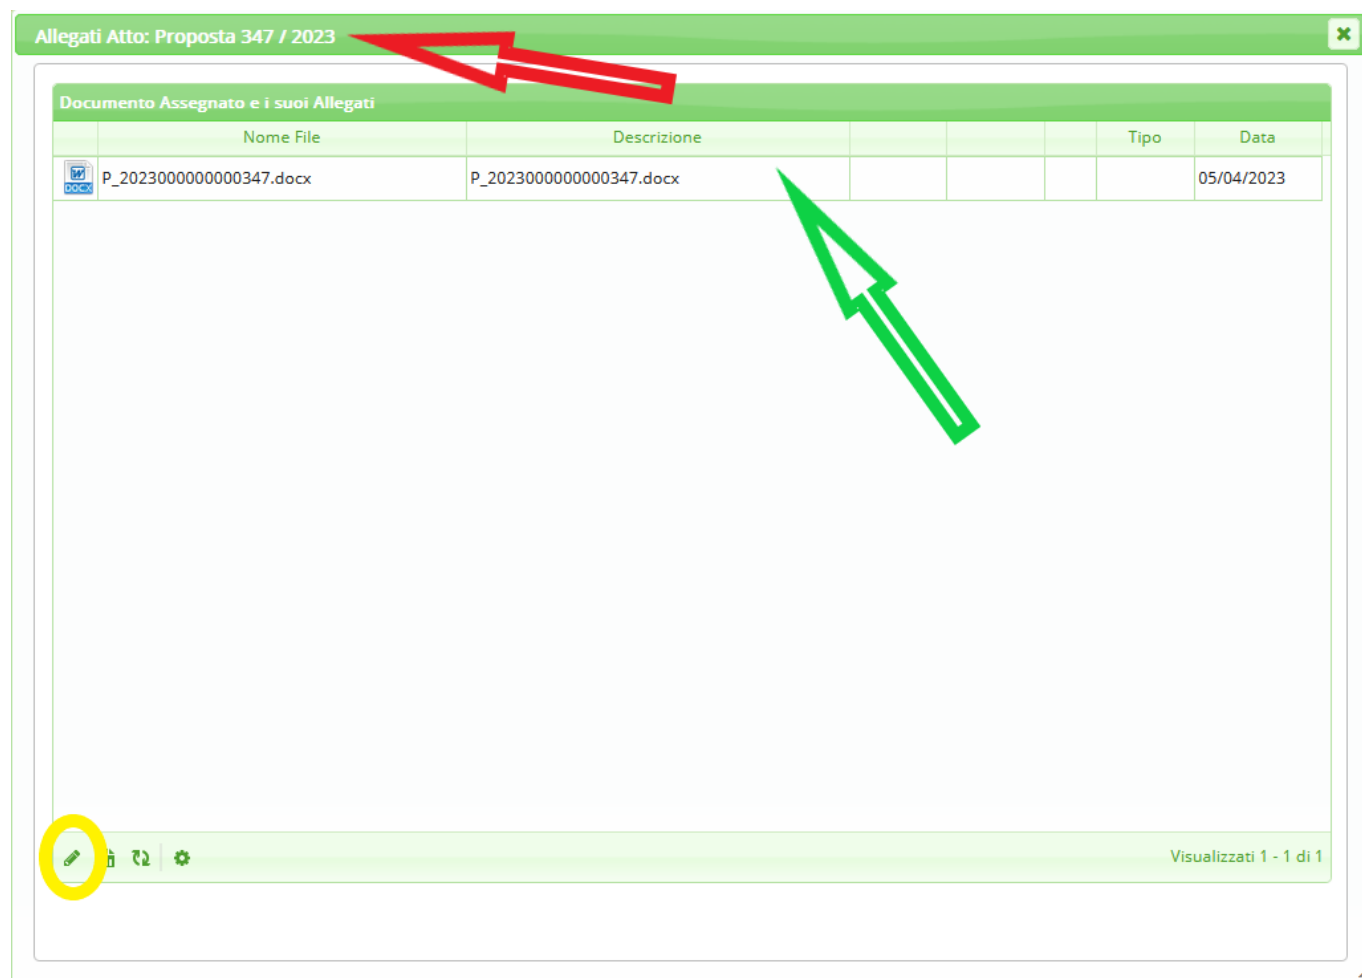 Allegati Atto: Proposta 347 / 2023
Documento Assegnato e i suoi Allegati
Nome File Descrizione Tipo Data
DOCX P_2023000000000347.docx P_2023000000000347.docx 05/04/2023
Visualizzati 1 - 1 di 1